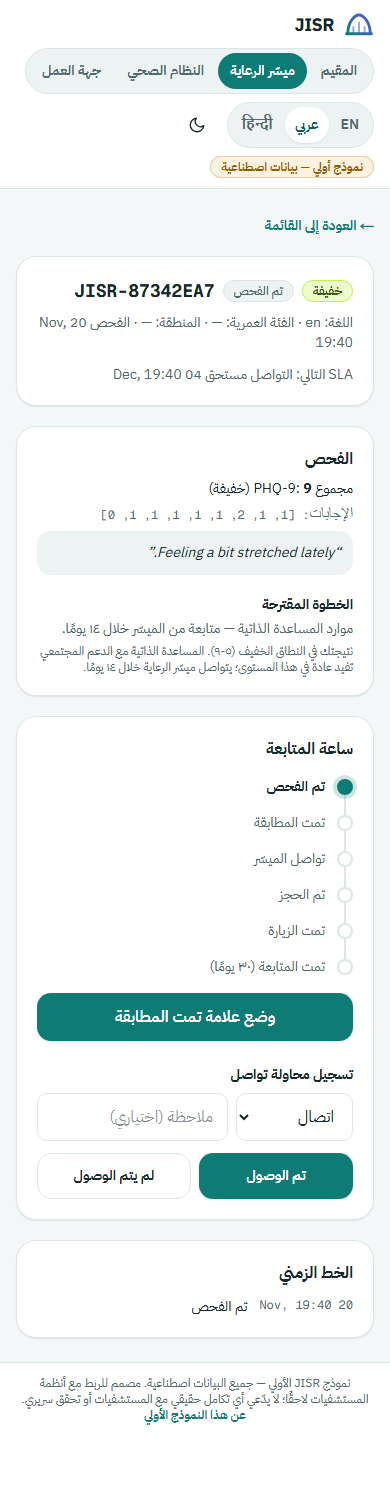 JISR
المقيم
ميسّر الرعاية
النظام الصحي
جهة العمل
EN
عربي
हिन्दी
نموذج أولي — بيانات اصطناعية
← العودة إلى القائمة
خفيفة
تم الفحص
JISR-87342EA7
اللغة: en · الفئة العمرية: — · المنطقة: — · الفحص 20 Nov,
19:40
SLA التالي: التواصل مستحق 04 Dec, 19:40
الفحص
مجموع PHQ-9: 9 (خفيفة)
الإجابات: [1, 1, 2, 1, 1, 1, 1, 1, 0]
“Feeling a bit stretched lately.”
الخطوة المقترحة
موارد المساعدة الذاتية — متابعة من الميسّر خلال ١٤ يومًا.
نتيجتك في النطاق الخفيف (٥-٩). المساعدة الذاتية مع الدعم المجتمعي
تفيد عادة في هذا المستوى؛ يتواصل ميسّر الرعاية خلال ١٤ يومًا.
ساعة المتابعة
تم الفحص
تمت المطابقة
تواصل الميسّر
تم الحجز
تمت الزيارة
تمت المتابعة (٣٠ يومًا)
وضع علامة تمت المطابقة
تسجيل محاولة تواصل
اتصال
ملاحظة (اختياري)
تم الوصول
لم يتم الوصول
الخط الزمني
20 Nov, 19:40
تم الفحص
نموذج JISR الأولي — جميع البيانات اصطناعية. مصمم للربط مع أنظمة
المستشفيات لاحقًا؛ لا يدّعي أي تكامل حقيقي مع المستشفيات أو تحقق سريري.
عن هذا النموذج الأولي